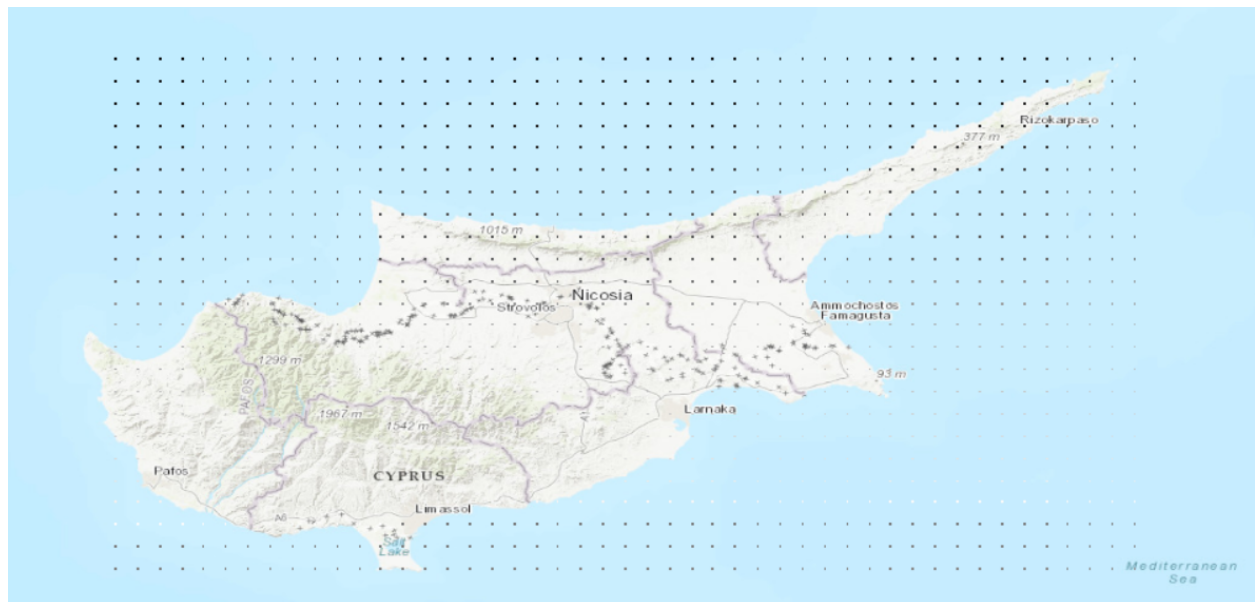 Rizokarpaso
377 m
1015 m
Nicosia
Strovolos
Ammochostos
Famagusta
1299 m
93 m
PAFOS
1967 m
Larnaka
A1
1542 m
Pafos
CYPRUS
Limassol
A6
Salt
Lake
Mediterranean
Sea